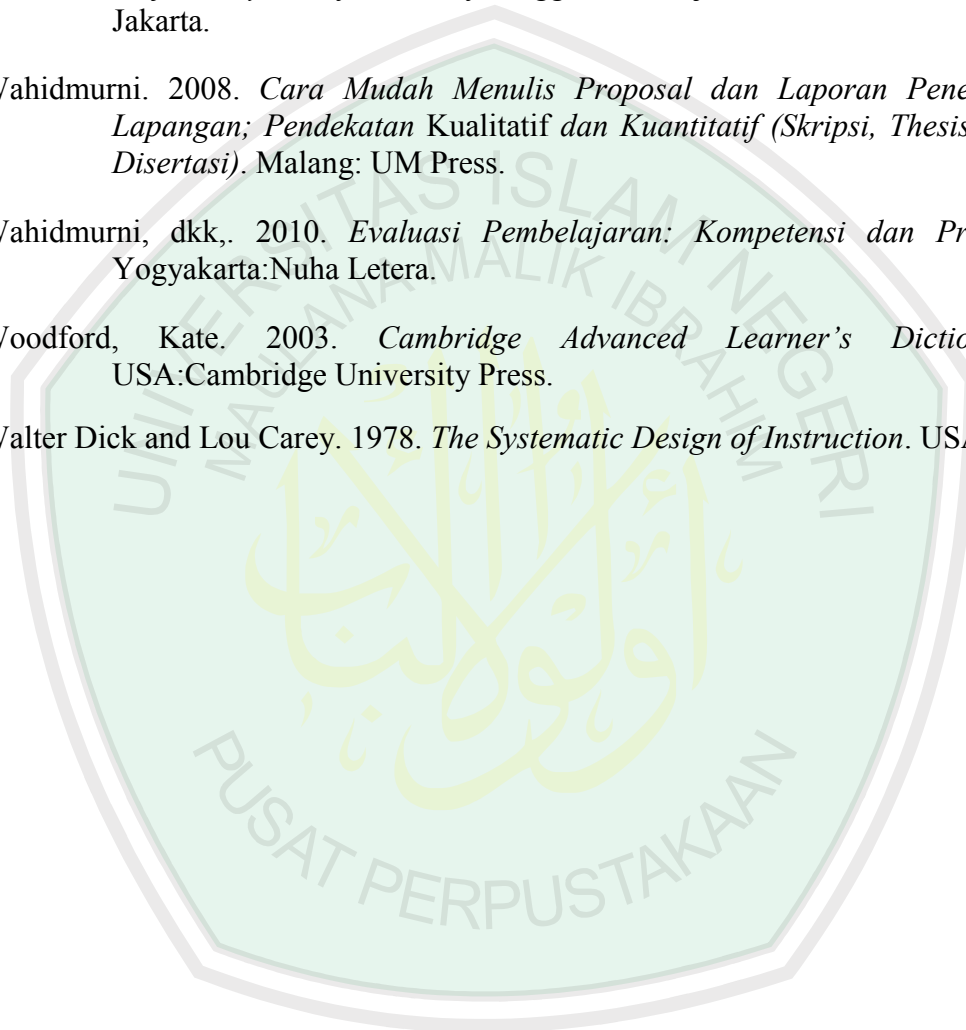 Jakarta.
Wahidmurni. 2008. Cara Mudah Menulis Proposal dan Laporan Pene
Lapangan; Pendekatan Kualitatif dan Kuantitatif (Skripsi, Thesis
Disertasi). Malang: UM Press.
Wahidmurni, dkk,. 2010. Evaluasi Pembelajaran: Kompetensi dan Pr
Yogyakarta:Nuha Letera.
Woodford, Kate. 2003. Cambridge Advanced Learner's Dictio
USA:Cambridge University Press.
Walter Dick and Lou Carey. 1978. The Systematic Design of Instruction. USA
UNIVERSITAS ISLAM NEGERI
MAULANA MALIK IBRAHIM
PUSAT PERPUSTAKAAN